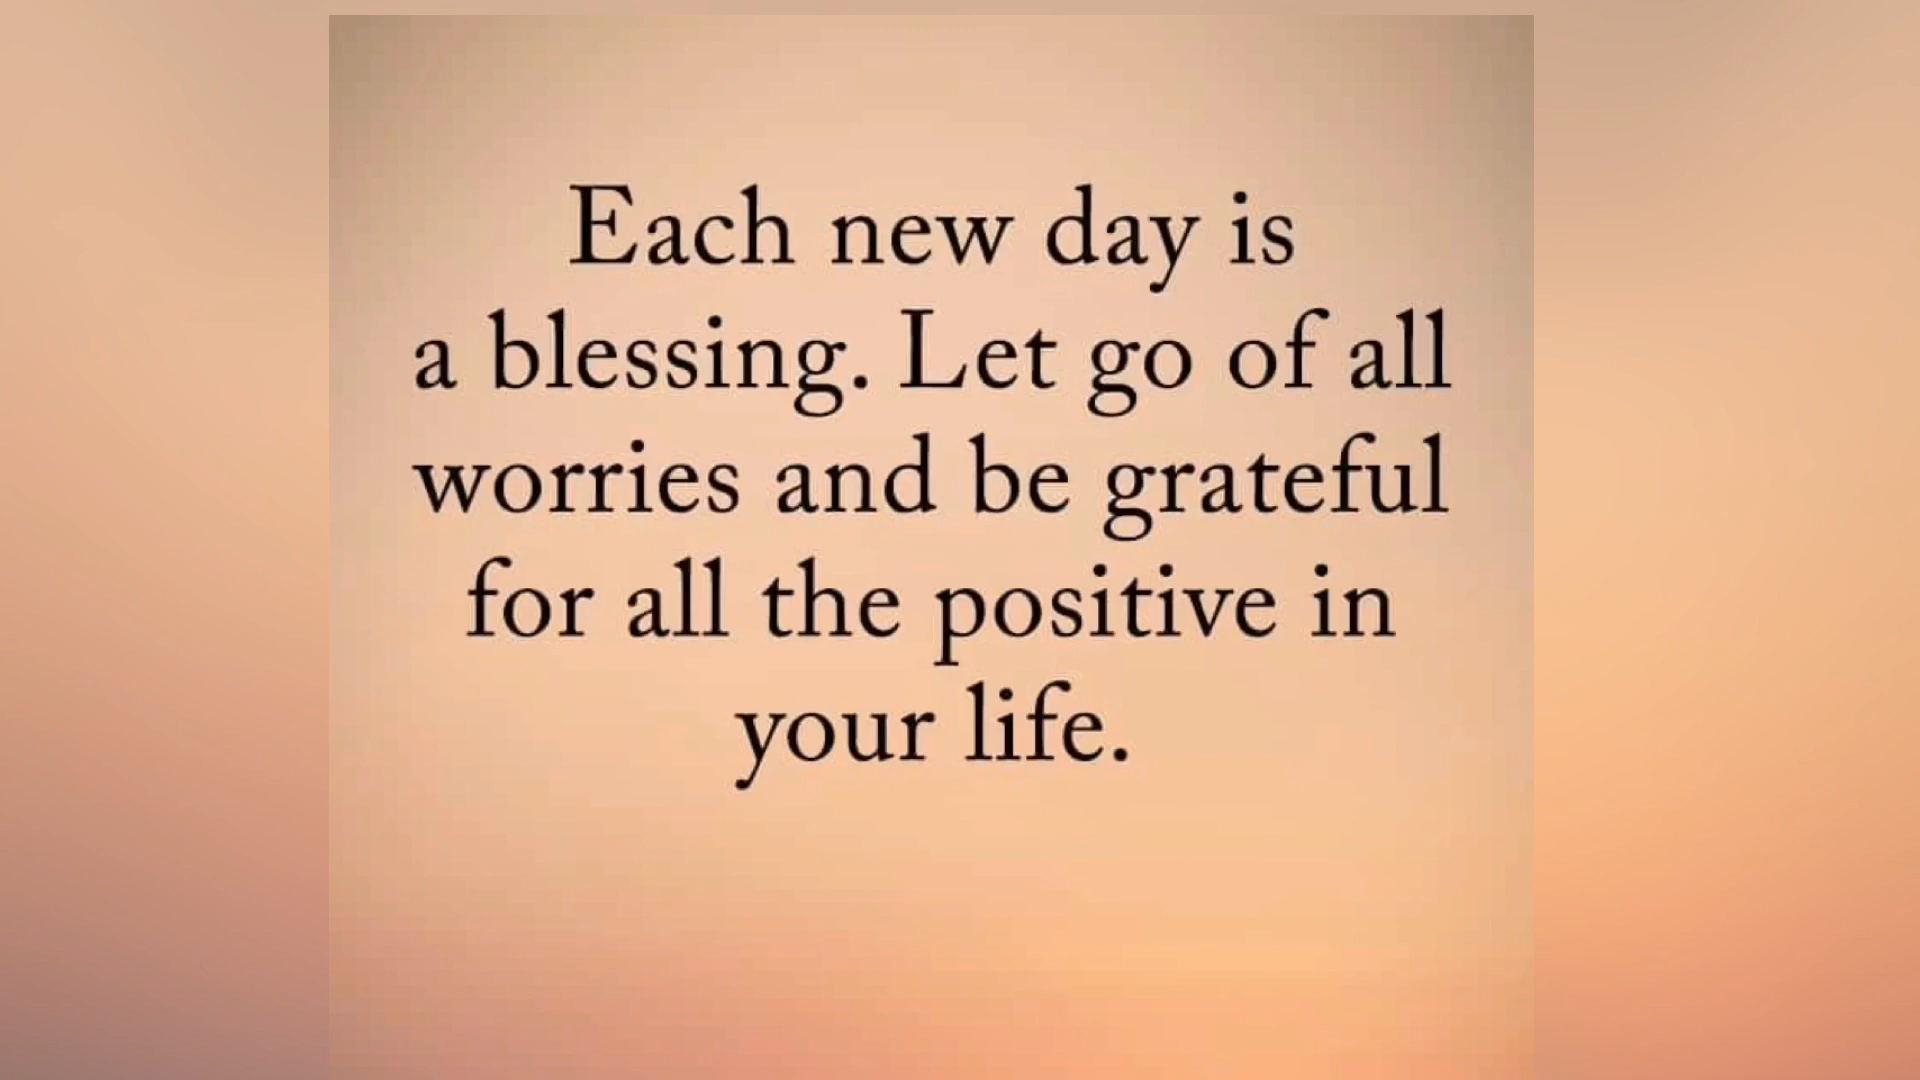 Each new day is
a blessing. Let go of all
worries and be grateful
for all the positive in
your life.